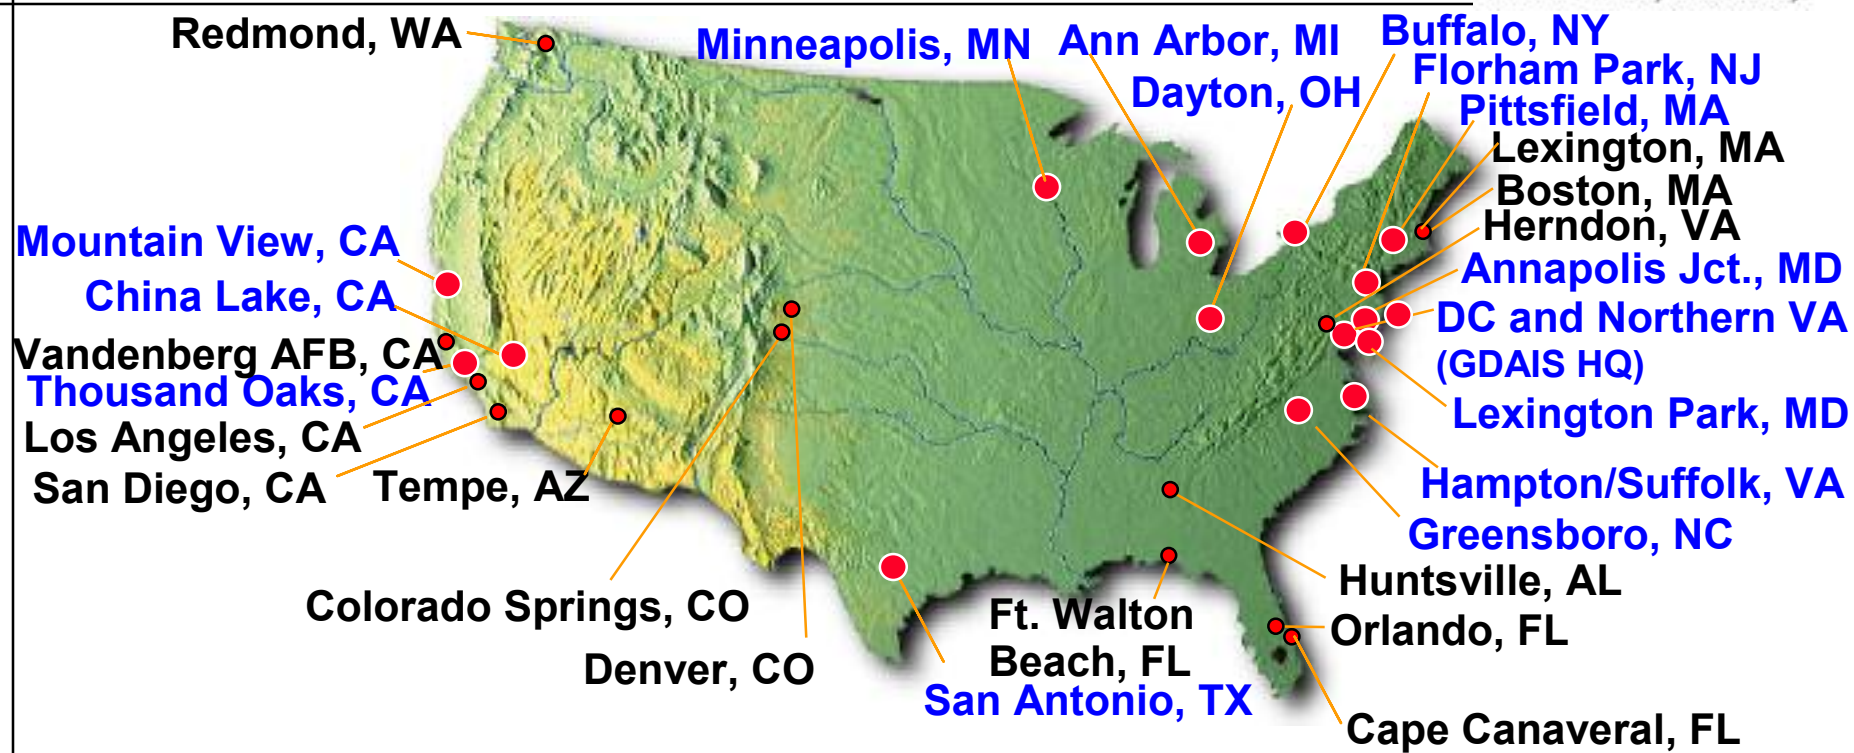 Redmond, WA
Minneapolis, MN
Ann Arbor, MI
Buffalo, NY
Florham Park, NJ
Dayton, OH
Pittsfield, MA
Lexington, MA
Boston, MA
Herndon, VA
Mountain View, CA
Annapolis Jct., MD
China Lake, CA
DC and Northern VA
(GDAIS HQ)
Vandenberg AFB, CA
Thousand Oaks, CA
Lexington Park, MD
Los Angeles, CA
San Diego, CA
Tempe, AZ
Hampton/Suffolk, VA
Greensboro, NC
Huntsville, AL
Colorado Springs, CO
Ft. Walton
Beach, FL
Orlando, FL
Denver, CO
San Antonio, TX
Cape Canaveral, FL